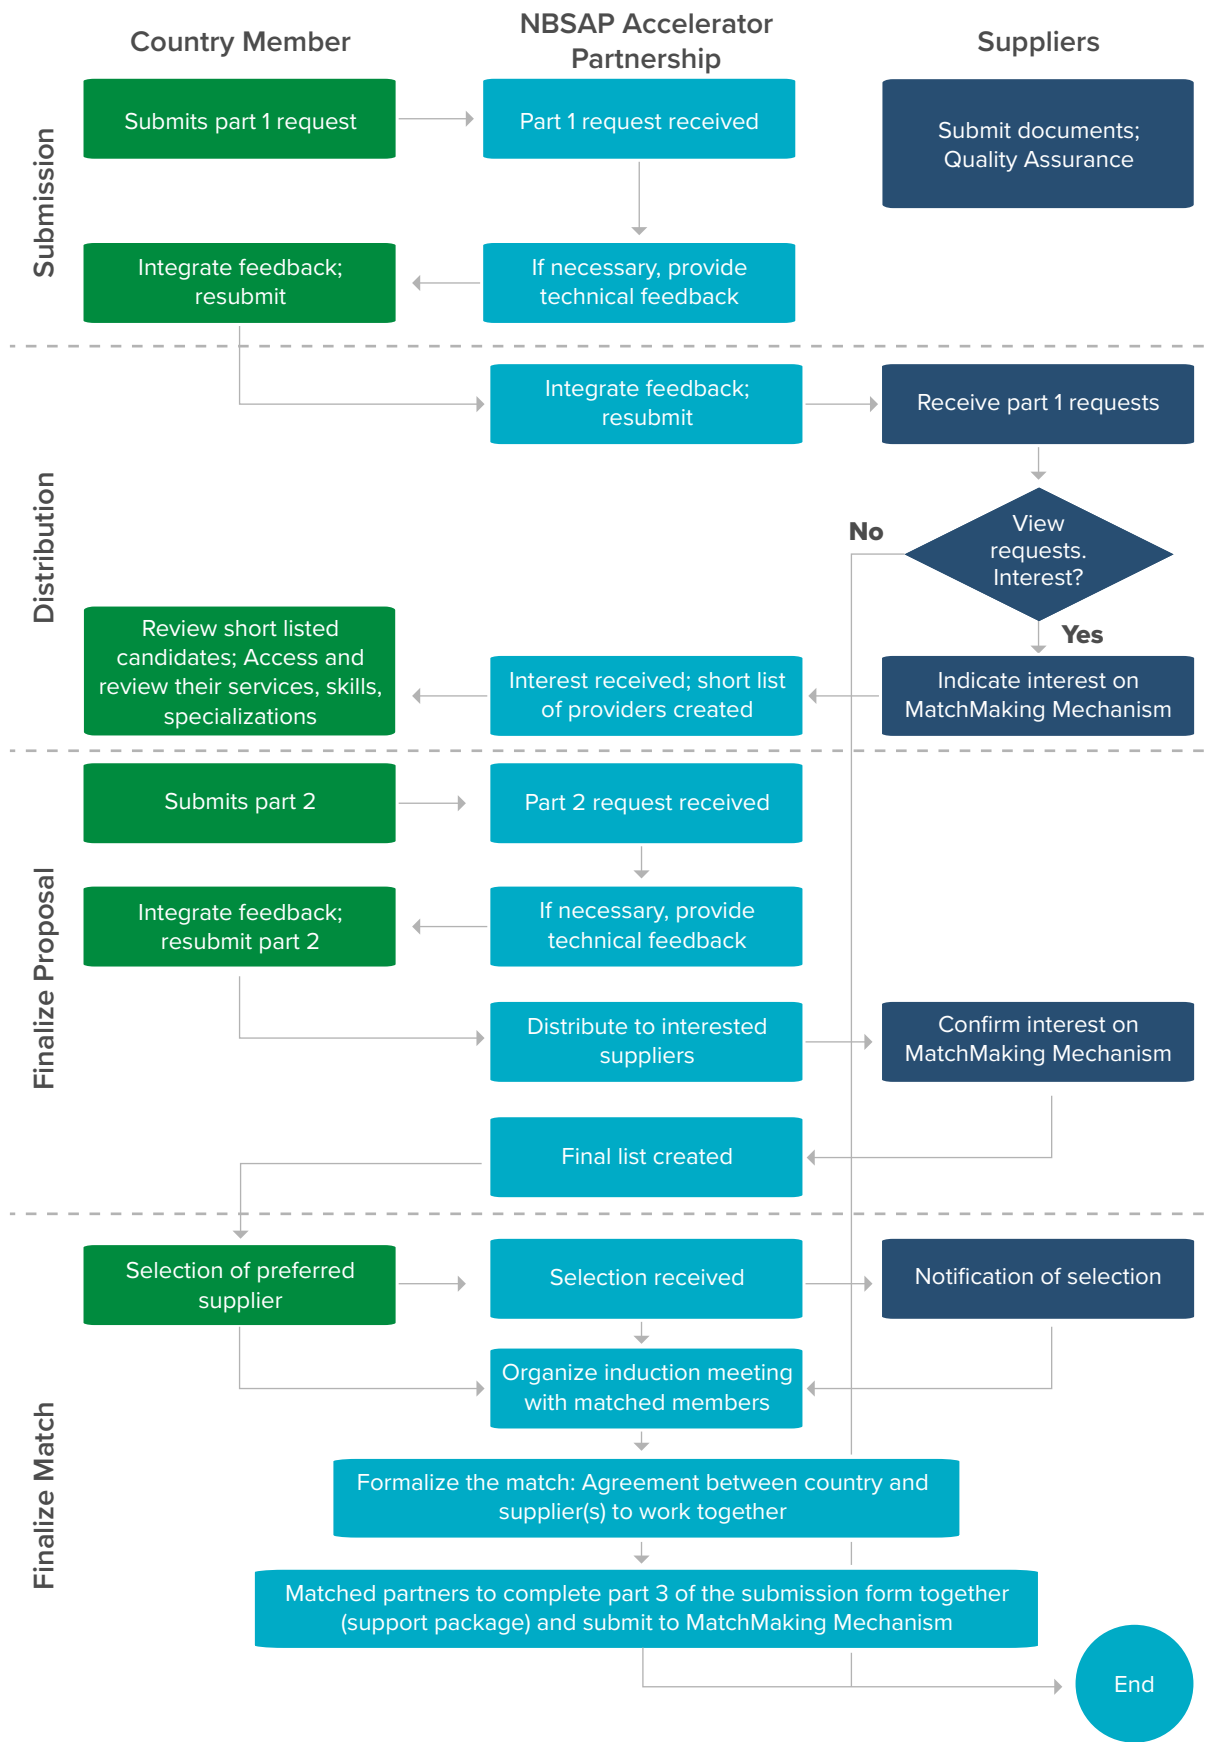 Country Member
NBSAP Accelerator
Partnership
Suppliers
Submission
Submits part 1 request
Part 1 request received
Submit documents;
Quality Assurance
Integrate feedback;
resubmit
If necessary, provide
technical feedback
Distribution
Integrate feedback;
resubmit
Receive part 1 requests
View
requests.
Interest?
No
Yes
Review short listed
candidates; Access and
review their services, skills,
specializations
Interest received; short list
of providers created
Indicate interest on
MatchMaking Mechanism
Finalize Proposal
Submits part 2
Part 2 request received
Integrate feedback;
resubmit part 2
If necessary, provide
technical feedback
Distribute to interested
suppliers
Confirm interest on
MatchMaking Mechanism
Final list created
Finalize Match
Selection of preferred
supplier
Selection received
Notification of selection
Organize induction meeting
with matched members
Formalize the match: Agreement between country and
supplier(s) to work together
Matched partners to complete part 3 of the submission form together
(support package) and submit to MatchMaking Mechanism
End